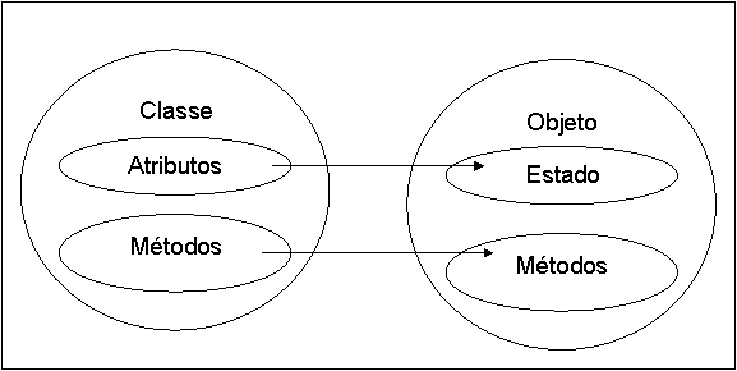 Classe
Atributos
Métodos
Objeto
Estado
Métodos